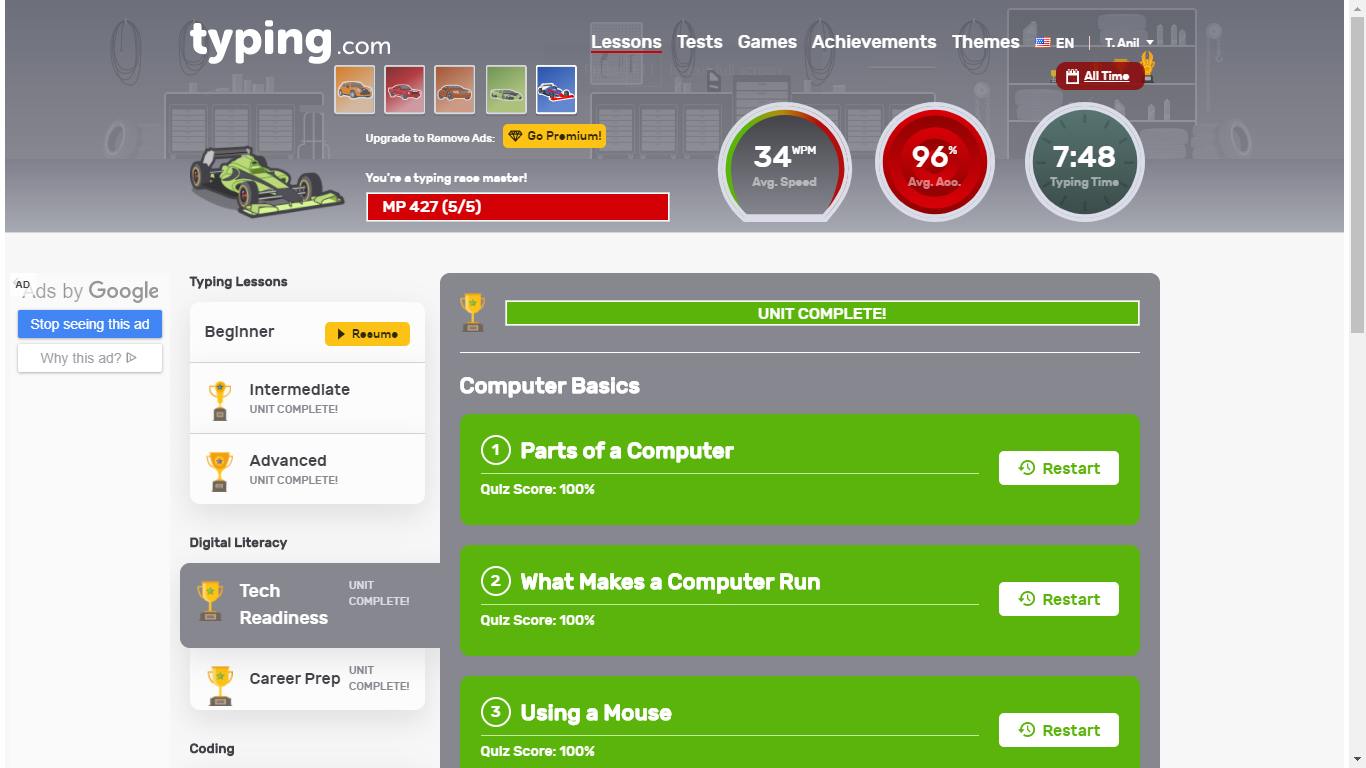 typing.com
Lessons Tests Games Achievements Themes EN T. Anil
All Time
Upgrade to Remove Ads: Go Premium!
You're a typing race master!
MP 427 (5/5)
34 WPM
Avg. Speed
96%
Avg. Acc.
7:48
Typing Time
AD
Ads by Google
Stop seeing this ad
Why this ad?
Typing Lessons
Beginner Resume
Intermediate
UNIT COMPLETE!
Advanced
UNIT COMPLETE!
Digital Literacy
Tech
Readiness
UNIT
COMPLETE!
Career Prep
UNIT
COMPLETE!
Coding
UNIT COMPLETE!
Computer Basics
1 Parts of a Computer
Quiz Score: 100%
Restart
2 What Makes a Computer Run
Quiz Score: 100%
Restart
3 Using a Mouse
Quiz Score: 100%
Restart